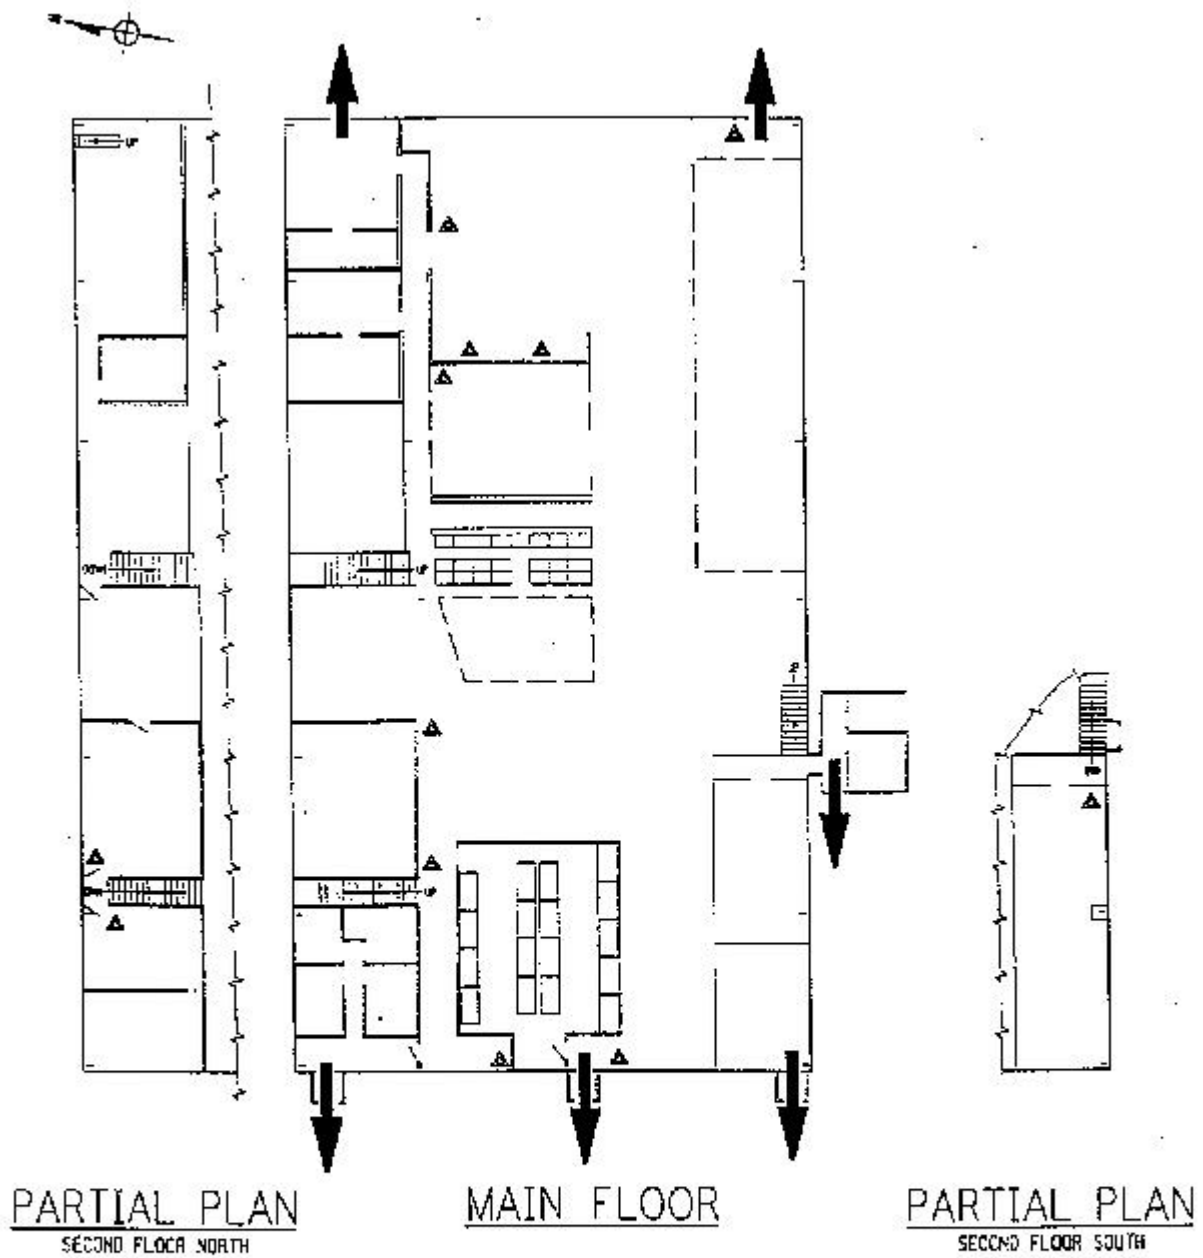 UP
UP
UP
PARTIAL PLAN
SECOND FLOOR NORTH
MAIN FLOOR
PARTIAL PLAN
SECOND FLOOR SOUTH